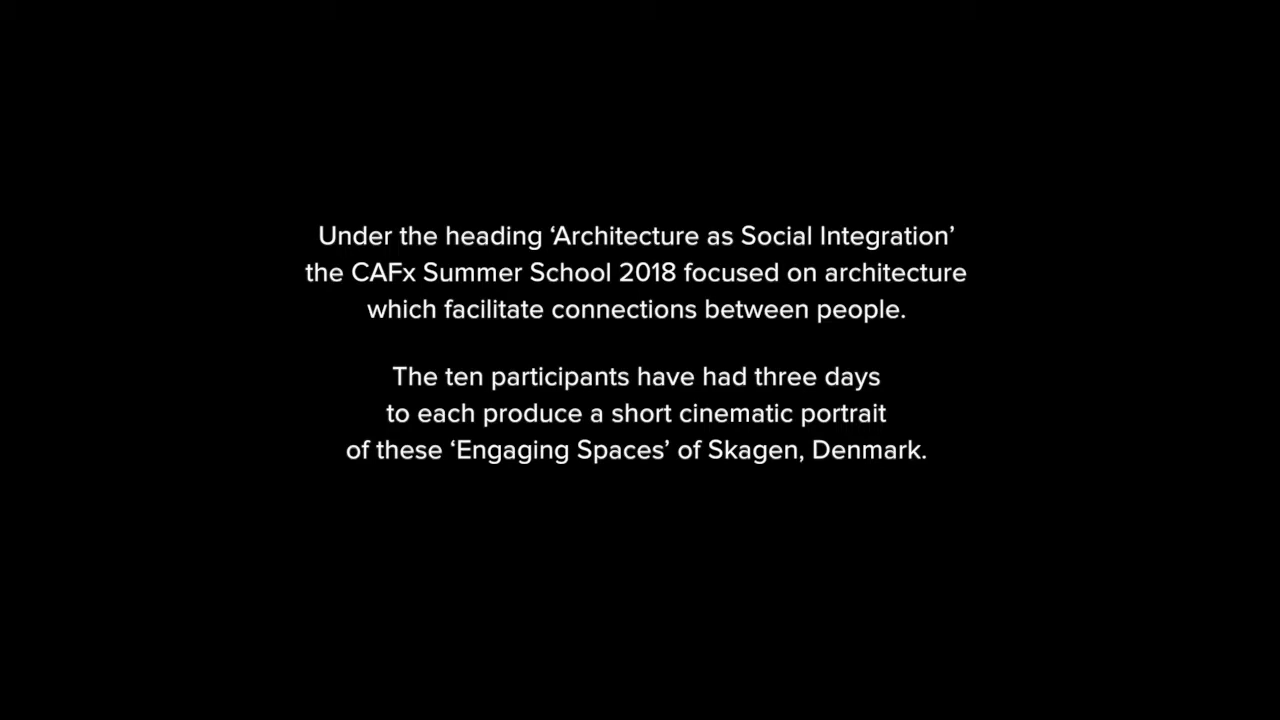 Under the heading ‘Architecture as Social Integration’
the CAFx Summer School 2018 focused on architecture
which facilitate connections between people.
The ten participants have had three days
to each produce a short cinematic portrait
of these ‘Engaging Spaces’ of Skagen, Denmark.